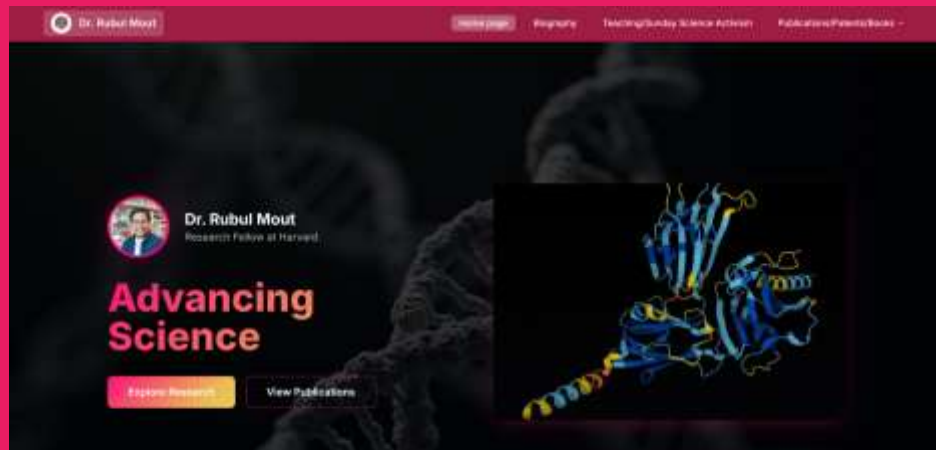 Dr. Rubul Mout
Home page Biography Teaching/Sunday Science Activism Publications/Patents/Books
Dr. Rubul Mout
Research Fellow at Harvard
Advancing
Science
Explore Research View Publications